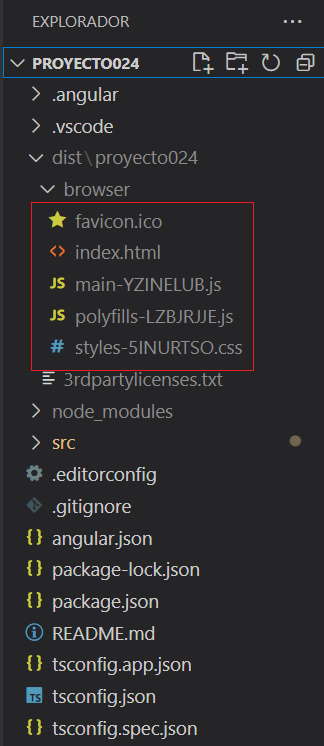 EXPLORADOR
PROYECTO024
.angular
.vscode
dist\proyecto024
browser
favicon.ico
<> index.html
JS main-YZINELUB.js
JS polyfills-LZBJRJJE.js
# styles-5INURTSO.css
3rdpartylicenses.txt
node_modules
src
.editorconfig
.gitignore
{} angular.json
{} package-lock.json
{} package.json
README.md
{} tsconfig.app.json
TS tsconfig.json
{} tsconfig.spec.json